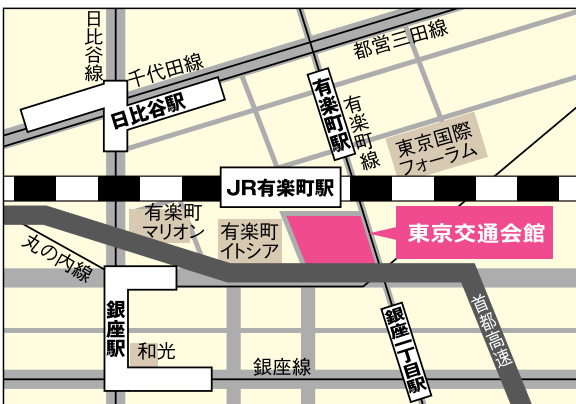 日比谷線
千代田線
都営三田線
日比谷駅
有楽町駅
有楽町線
東京国際
フォーラム
JR有楽町駅
有楽町
マリオン
有楽町
イトシア
東京交通会館
丸の内線
銀座駅
和光
銀座線
銀座一丁目駅
首都高速